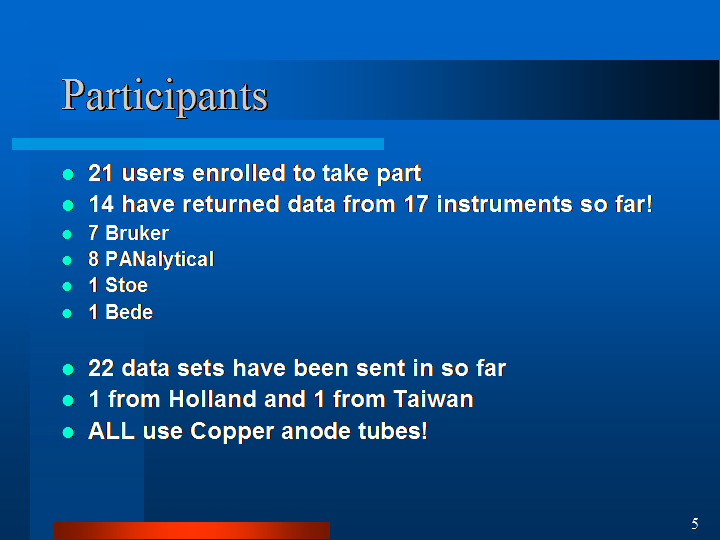 Participants
21 users enrolled to take part
14 have returned data from 17 instruments so far!
7 Bruker
8 PANalytical
1 Stoe
1 Bede
22 data sets have been sent in so far
1 from Holland and 1 from Taiwan
ALL use Copper anode tubes!
5